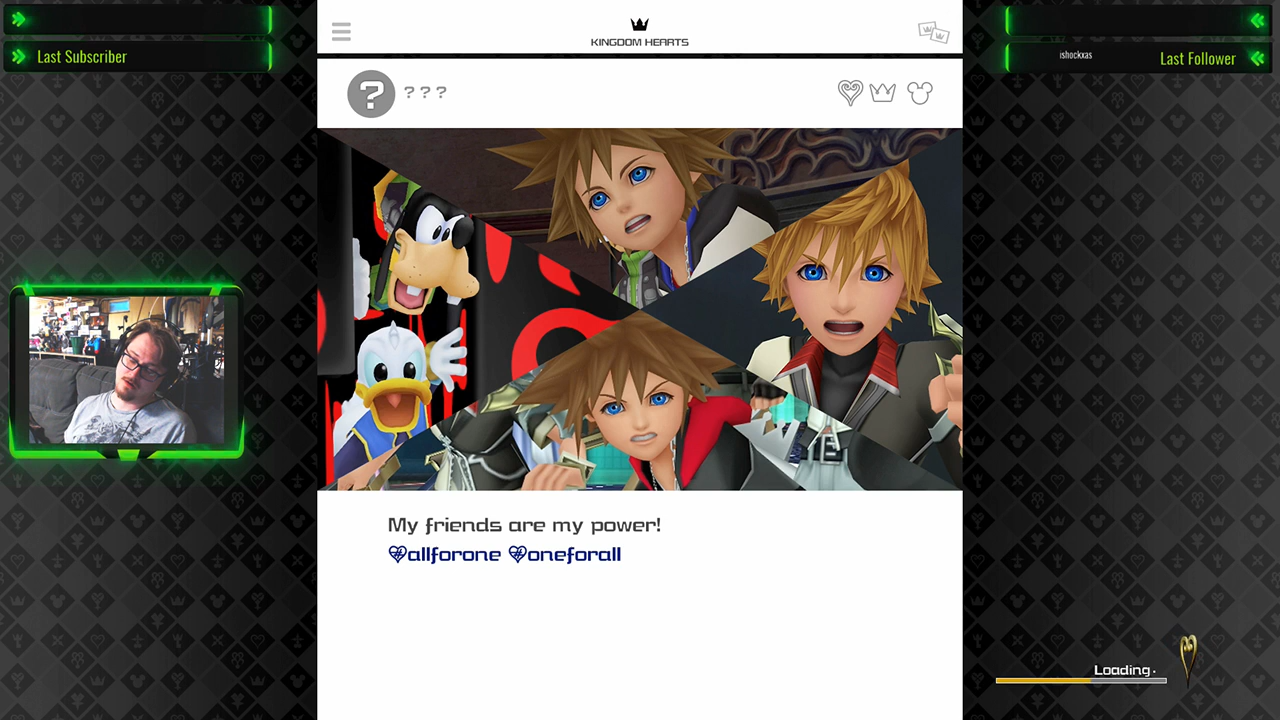 Last Subscriber
KINGDOM HEARTS
ishockxas
Last Follower
?
? ? ?
My friends are my power!
#allforone #oneforall
Loading.